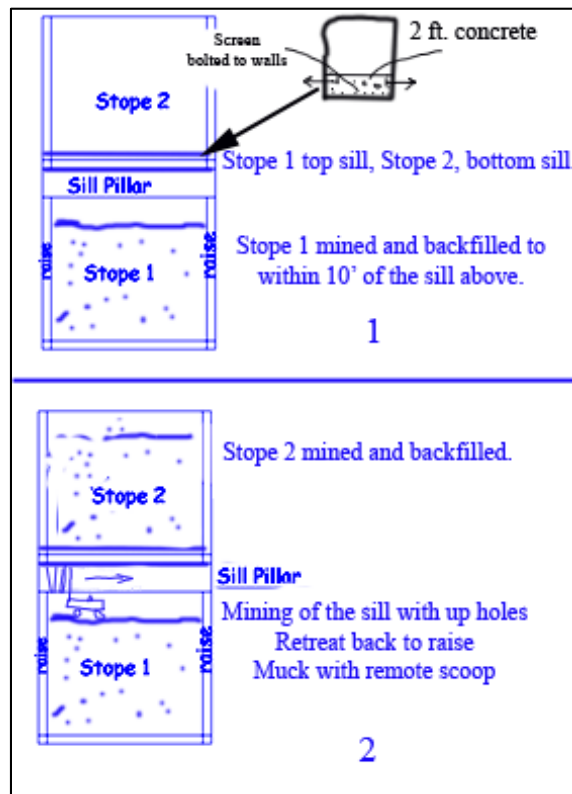 Screen
bolted to walls
2 ft. concrete
Stope 2
Stope 1 top sill, Stope 2, bottom sill
Sill Pillar
raise
raise
Stope 1
Stope 1 mined and backfilled to
within 10' of the sill above.
1
Stope 2 mined and backfilled.
Stope 2
Sill Pillar
Mining of the sill with up holes
Retreat back to raise
Muck with remote scoop
raise
raise
Stope 1
2